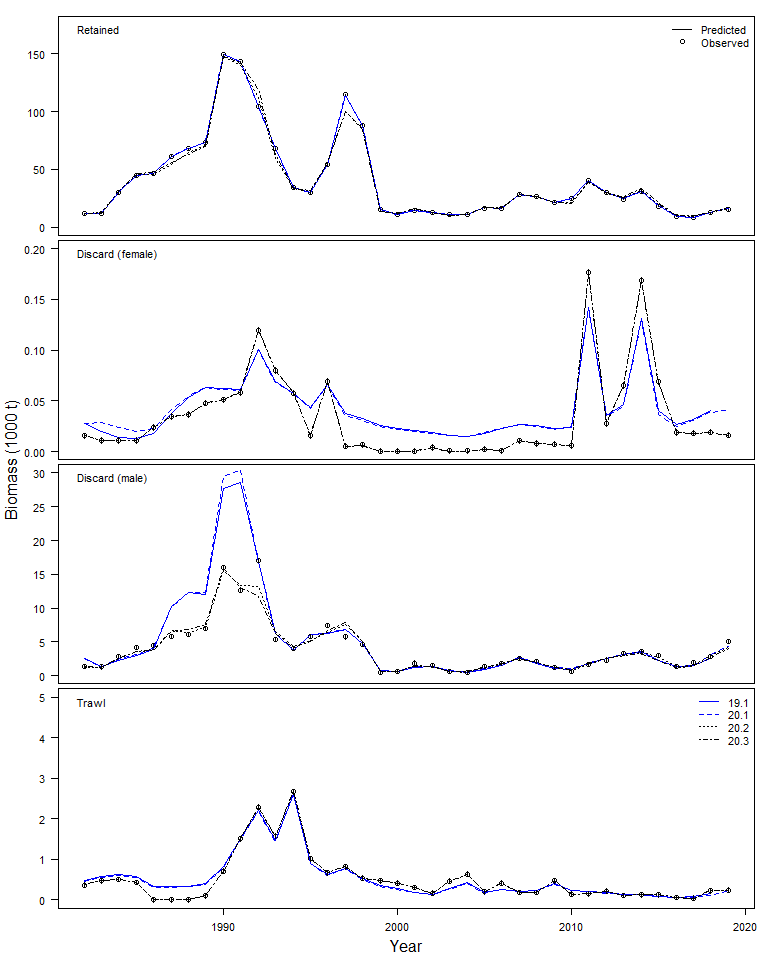 Retained
Predicted
Observed
150
100
50
0
Discard (female)
0.20
0.15
0.10
0.05
0.00
Biomass (1000 t)
Discard (male)
30
25
20
15
10
5
0
Trawl
19.1
20.1
20.2
20.3
5
4
3
2
1
0
1990 2000 2010 2020
Year